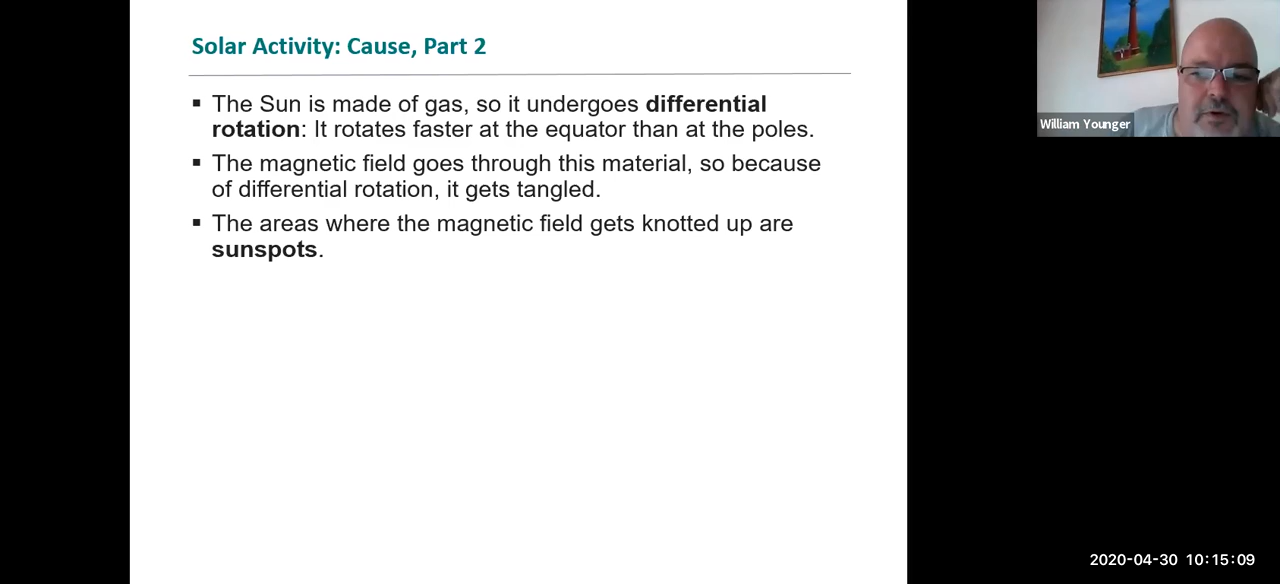 Solar Activity: Cause, Part 2
▪ The Sun is made of gas, so it undergoes differential
rotation: It rotates faster at the equator than at the poles.
▪ The magnetic field goes through this material, so because
of differential rotation, it gets tangled.
▪ The areas where the magnetic field gets knotted up are
sunspots.
William Younger
2020-04-30 10:15:09